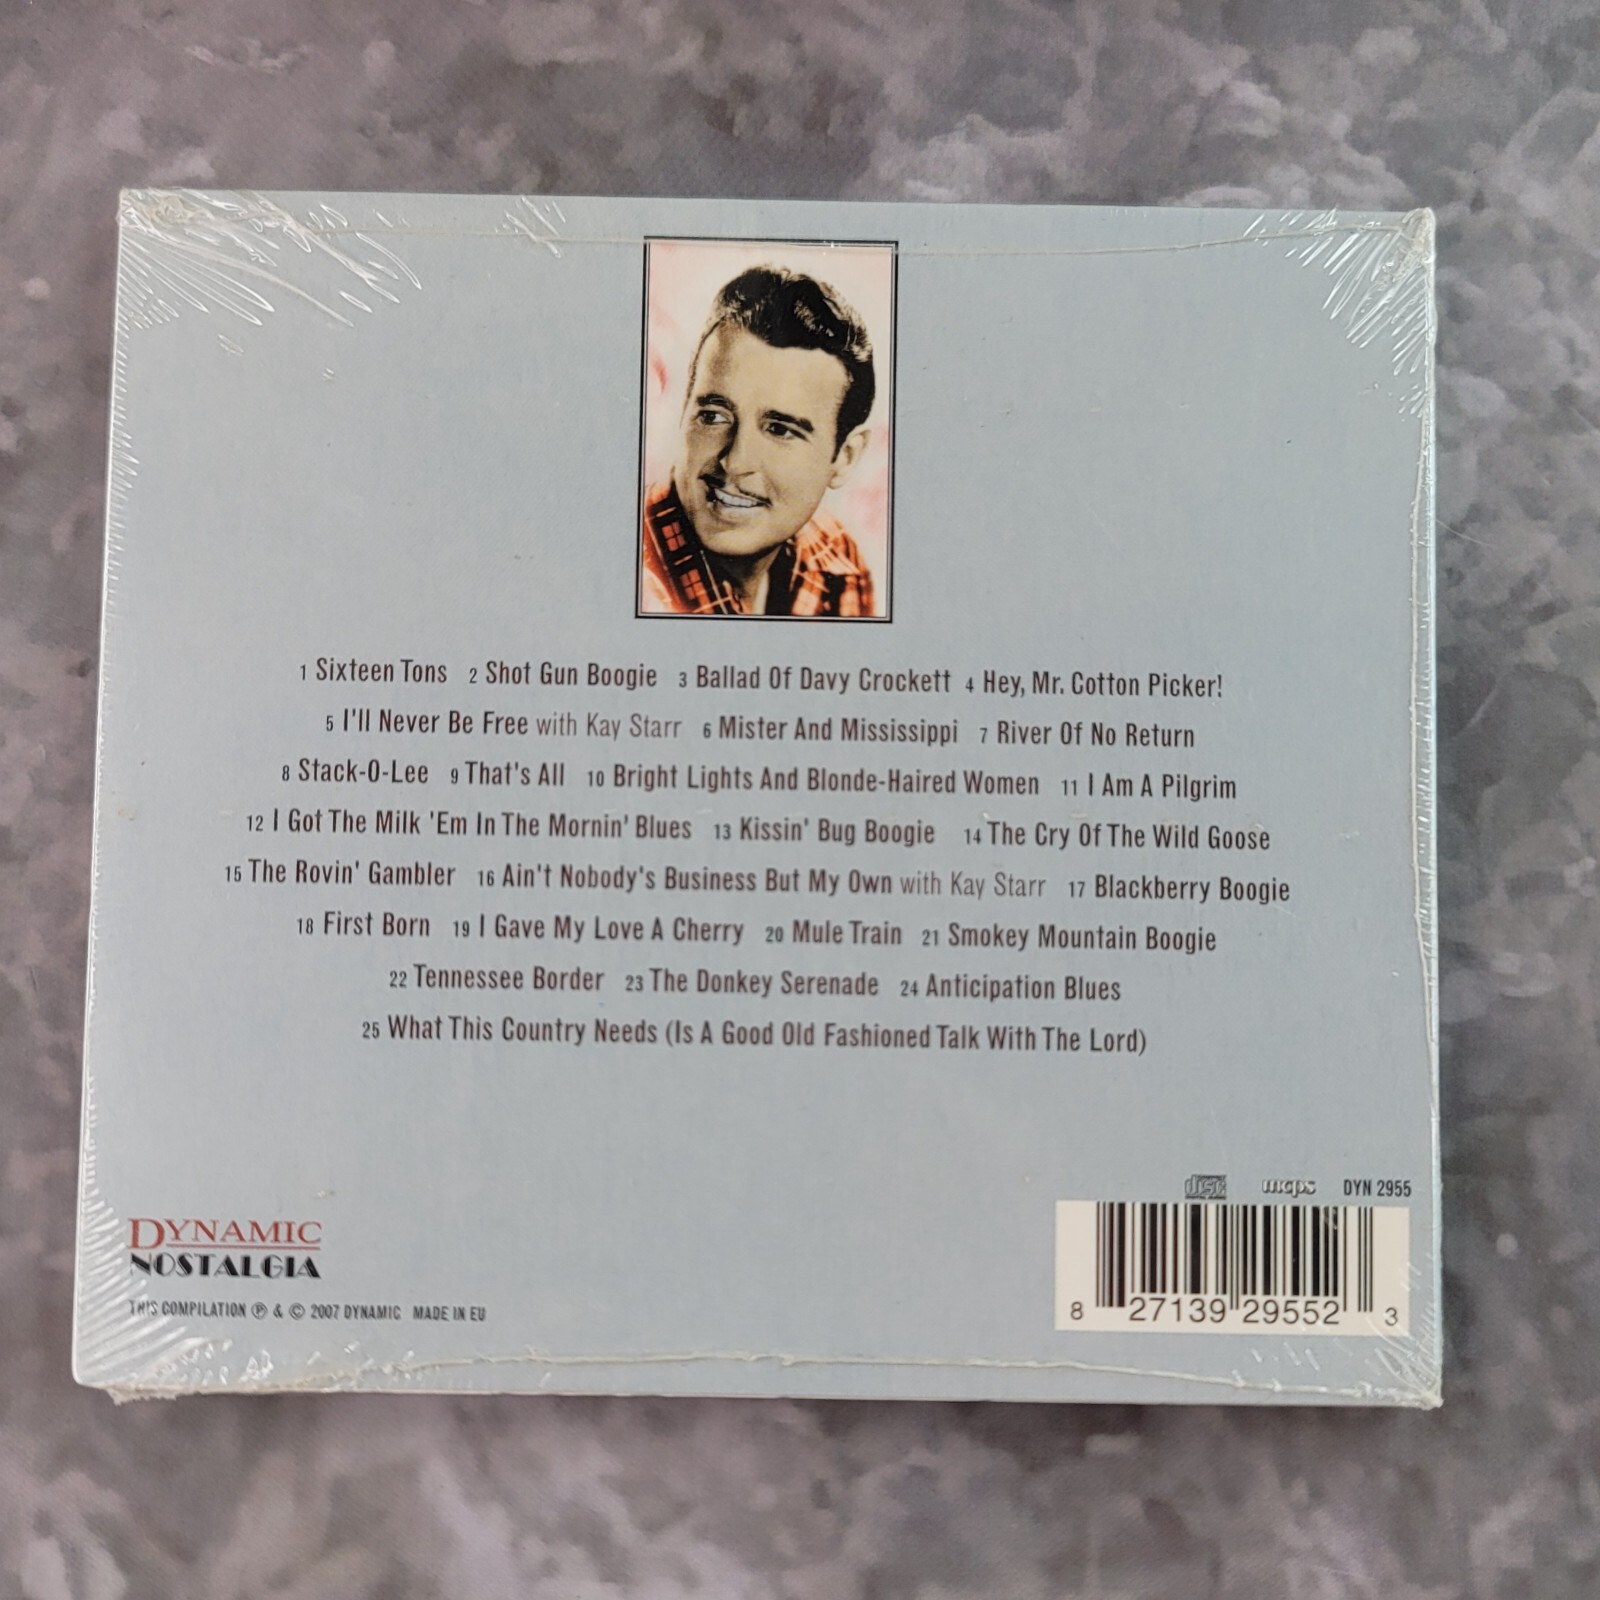 1 Sixteen Tons 2 Shot Gun Boogie 3 Ballad Of Davy Crockett 4 Hey, Mr. Cotton Picker!
5 I'll Never Be Free with Kay Starr 6 Mister And Mississippi 7 River Of No Return
8 Stack-O-Lee 9 That's All 10 Bright Lights And Blonde-Haired Women 11 I Am A Pilgrim
12 I Got The Milk 'Em In The Mornin' Blues 13 Kissin' Bug Boogie 14 The Cry Of The Wild Goose
15 The Rovin' Gambler 16 Ain't Nobody's Business But My Own with Kay Starr 17 Blackberry Boogie
18 First Born 19 I Gave My Love A Cherry 20 Mule Train 21 Smokey Mountain Boogie
22 Tennessee Border 23 The Donkey Serenade 24 Anticipation Blues
25 What This Country Needs (Is A Good Old Fashioned Talk With The Lord)
disc mcps DYN 2955
DYNAMIC
NOSTALGIA
THIS COMPILATION ℗ & © 2007 DYNAMIC MADE IN EU
8 27139 29552 3